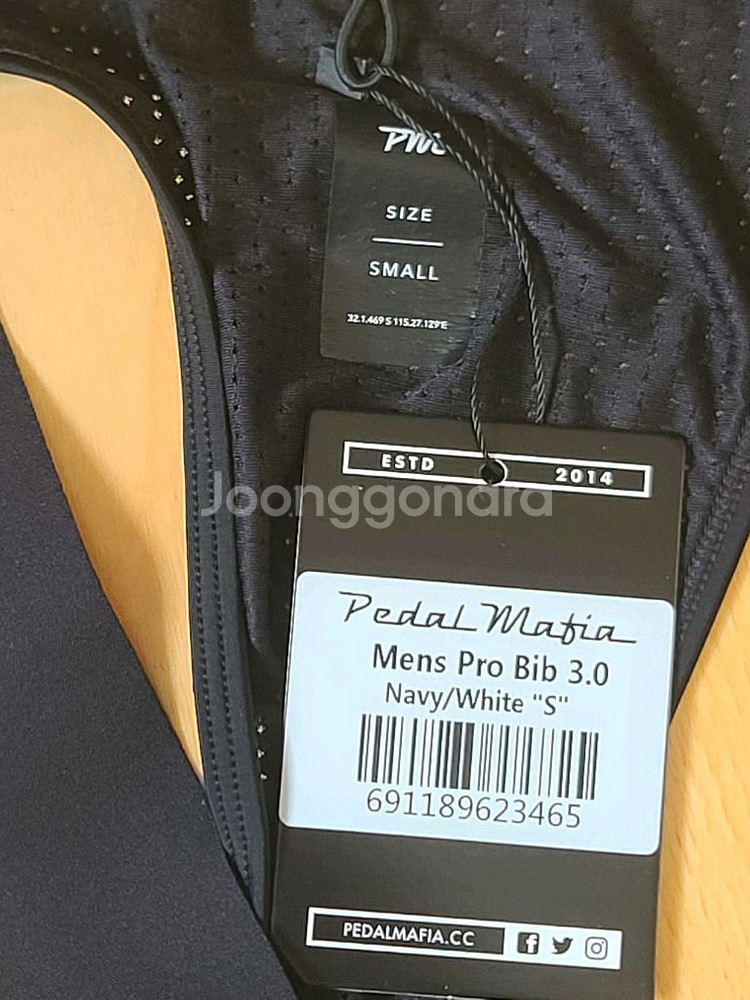 SIZE
SMALL
32.1.469 S 115.27.129'E
ESTD 2014
Joonggonara
Pedal Mafia
Mens Pro Bib 3.0
Navy/White "S"
691189623465
PEDALMAFIA.CC